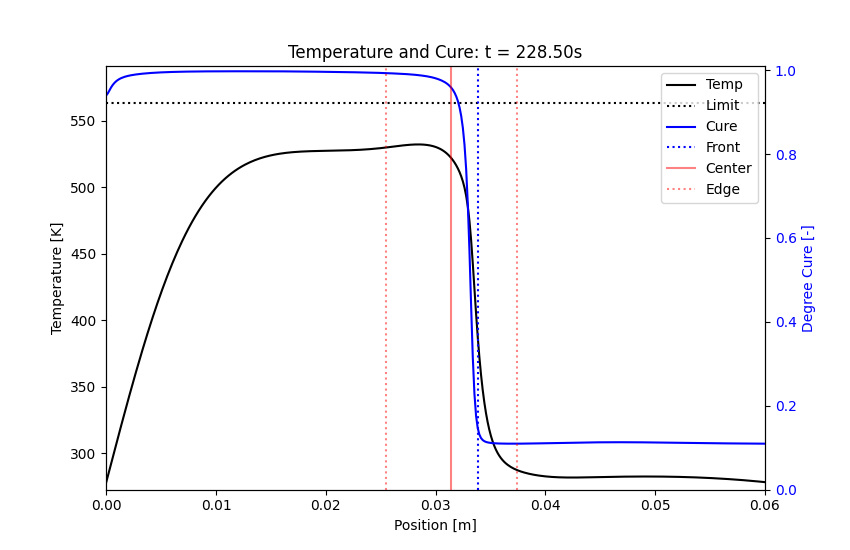 Temperature and Cure: t = 228.50s
Temp
Limit
Cure
Front
Center
Edge
Temperature [K]
550
500
450
400
350
300
Degree Cure [-]
1.0
0.8
0.6
0.4
0.2
0.0
0.00 0.01 0.02 0.03 0.04 0.05 0.06
Position [m]